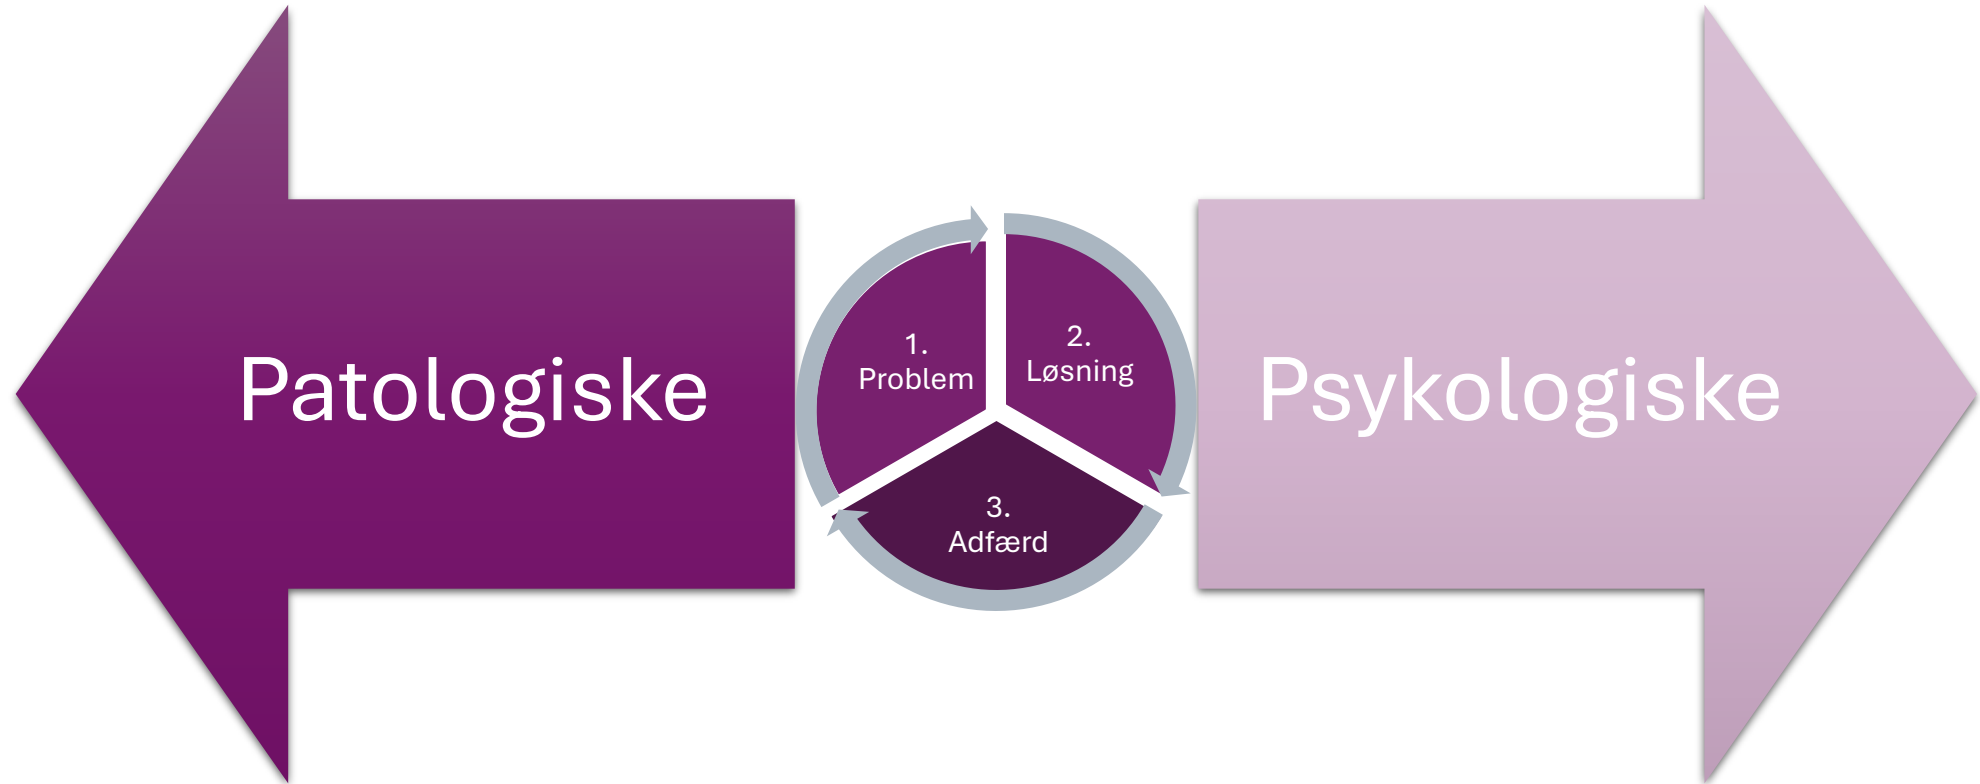 Patologiske
1.
Problem
2.
Løsning
3.
Adfærd
Psykologiske